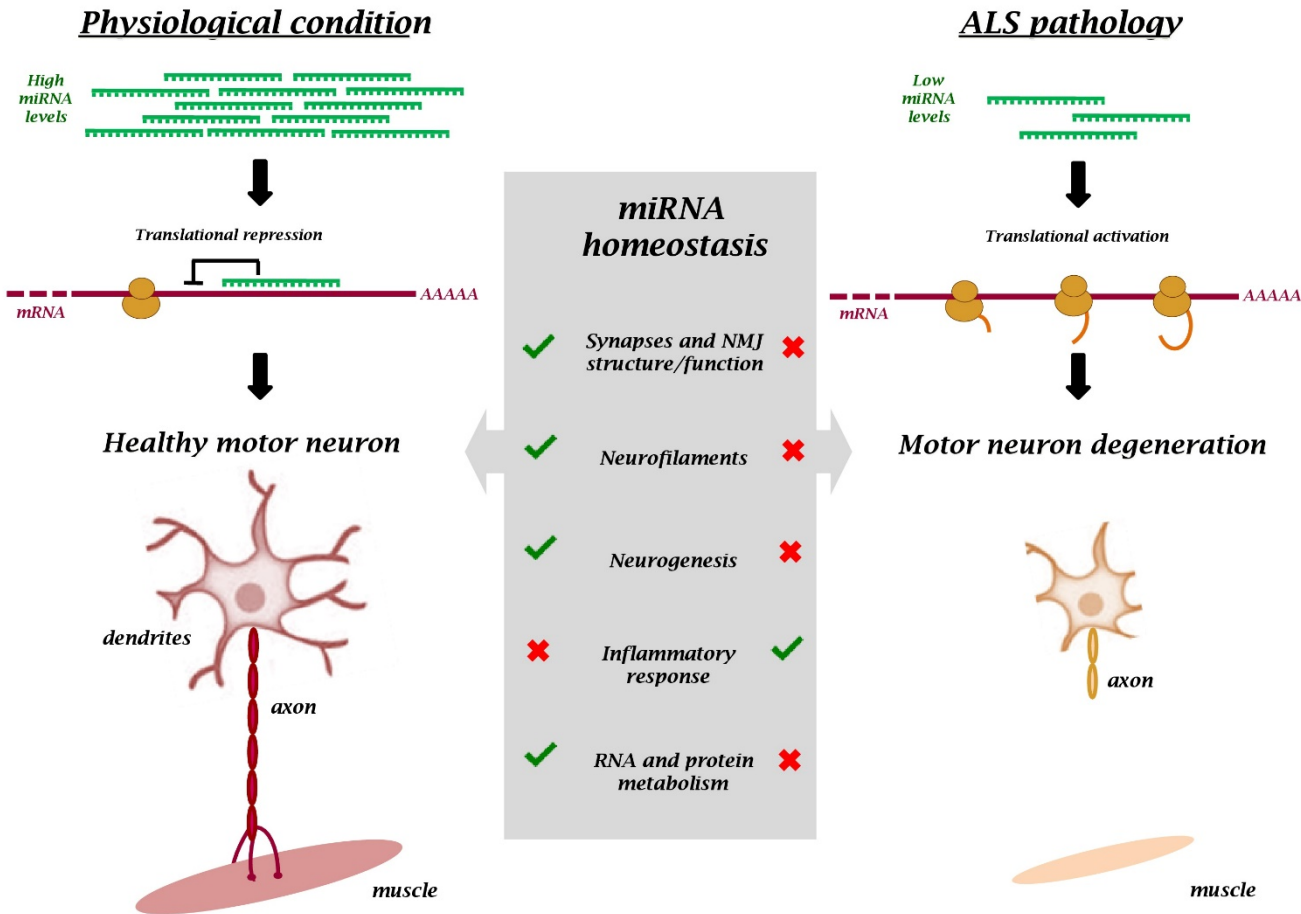 Physiological condition
High
miRNA
levels
Translational repression
mRNA
AAAAA
Healthy motor neuron
dendrites
axon
muscle
miRNA
homeostasis
Synapses and NMJ
structure/function
Neurofilaments
Neurogenesis
Inflammatory
response
RNA and protein
metabolism
ALS pathology
Low
miRNA
levels
Translational activation
mRNA
AAAAA
Motor neuron degeneration
axon
muscle